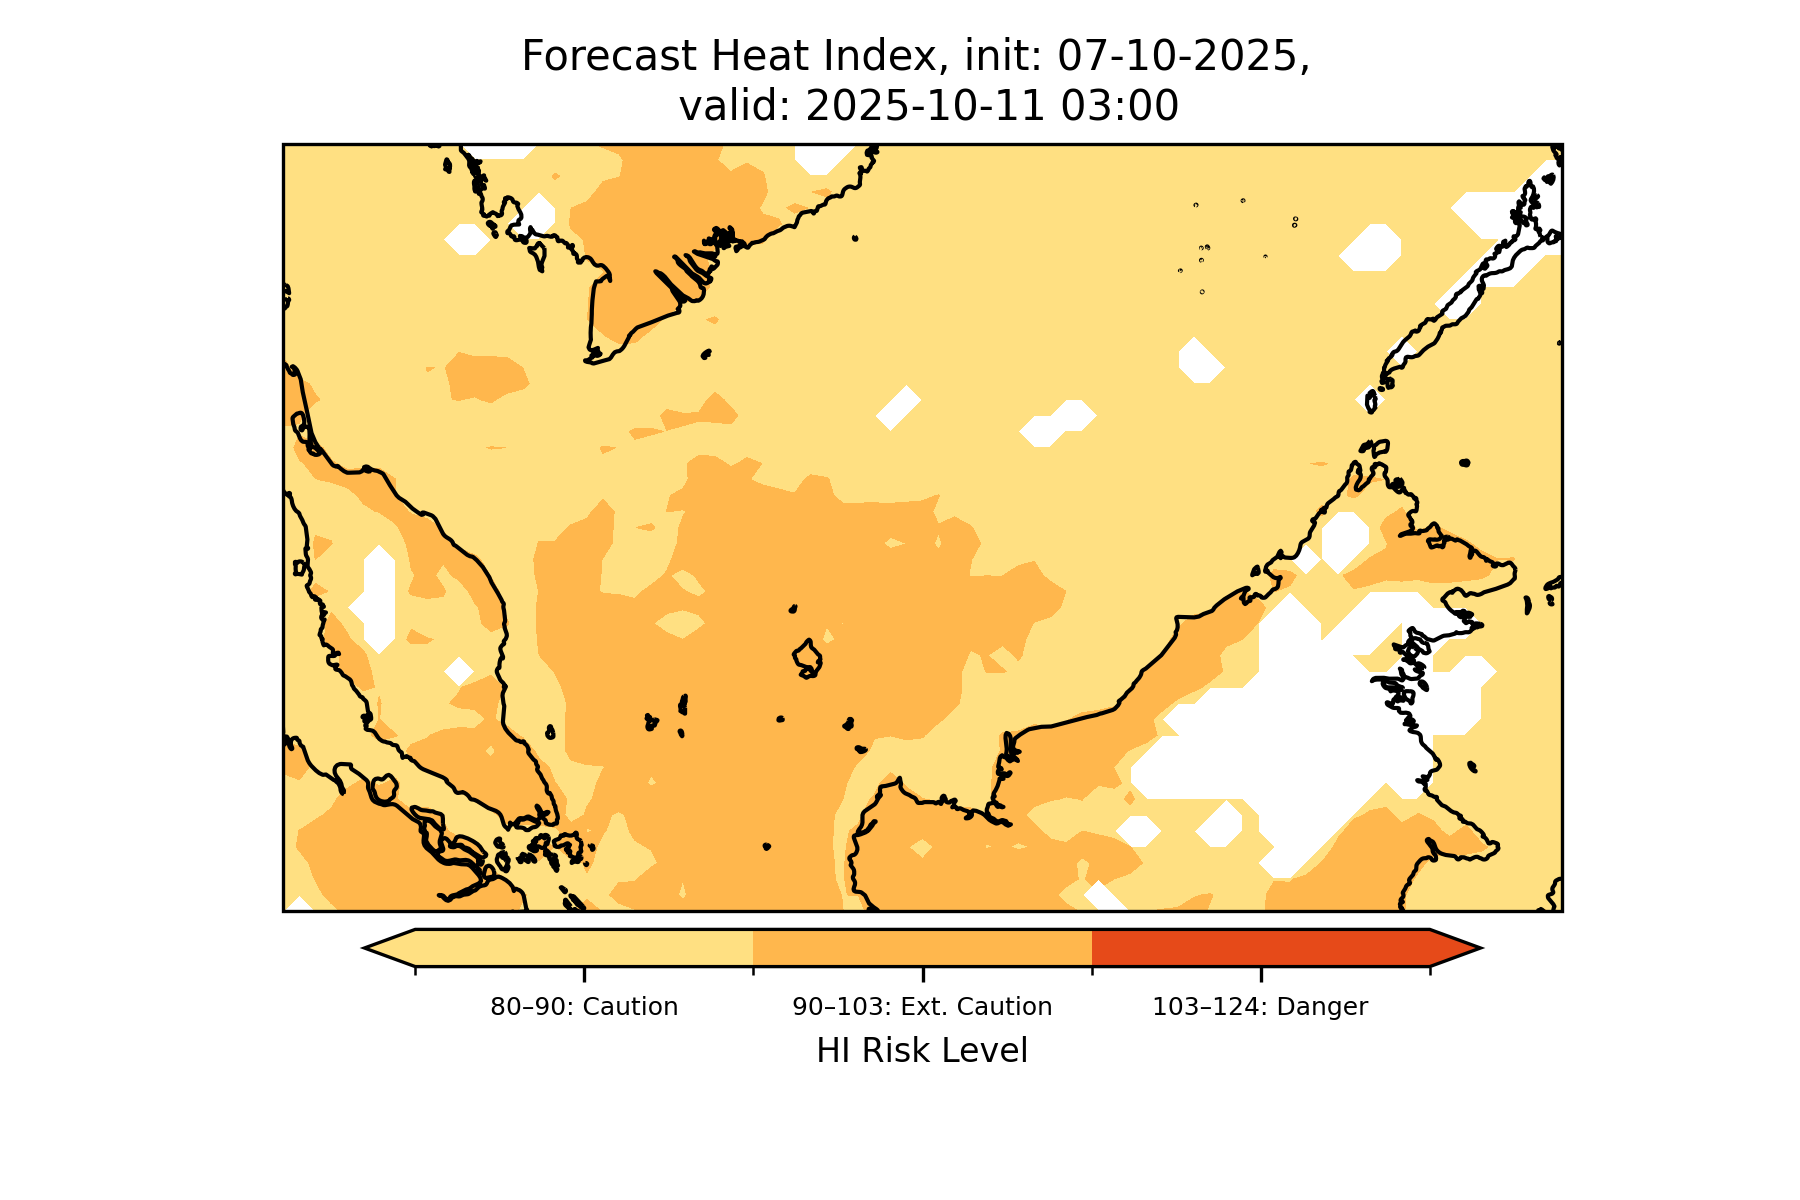 Forecast Heat Index, init: 07-10-2025,
valid: 2025-10-11 03:00
80–90: Caution
90–103: Ext. Caution
103–124: Danger
HI Risk Level